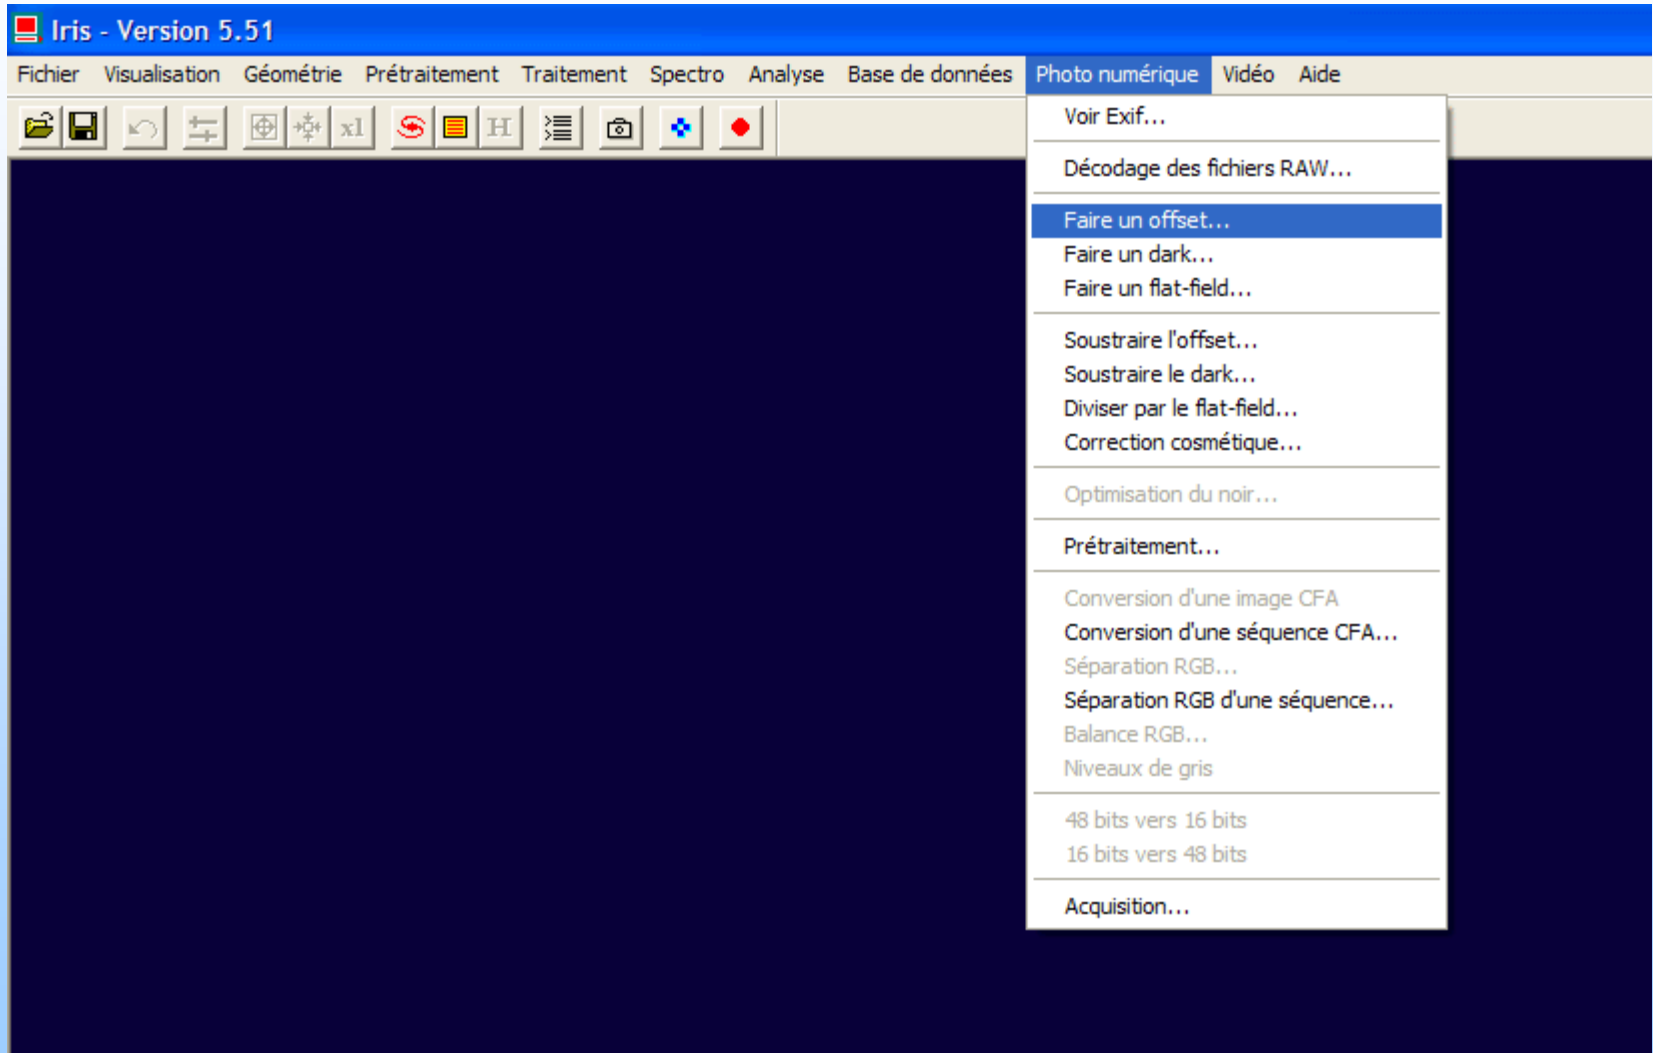 Iris - Version 5.51
Fichier Visualisation Géométrie Prétraitement Traitement Spectro Analyse Base de données Photo numérique Vidéo Aide
x1 H
Voir Exif...
Décodage des fichiers RAW...
Faire un offset...
Faire un dark...
Faire un flat-field...
Soustraire l'offset...
Soustraire le dark...
Diviser par le flat-field...
Correction cosmétique...
Optimisation du noir...
Prétraitement...
Conversion d'une image CFA
Conversion d'une séquence CFA...
Séparation RGB...
Séparation RGB d'une séquence...
Balance RGB...
Niveaux de gris
48 bits vers 16 bits
16 bits vers 48 bits
Acquisition...